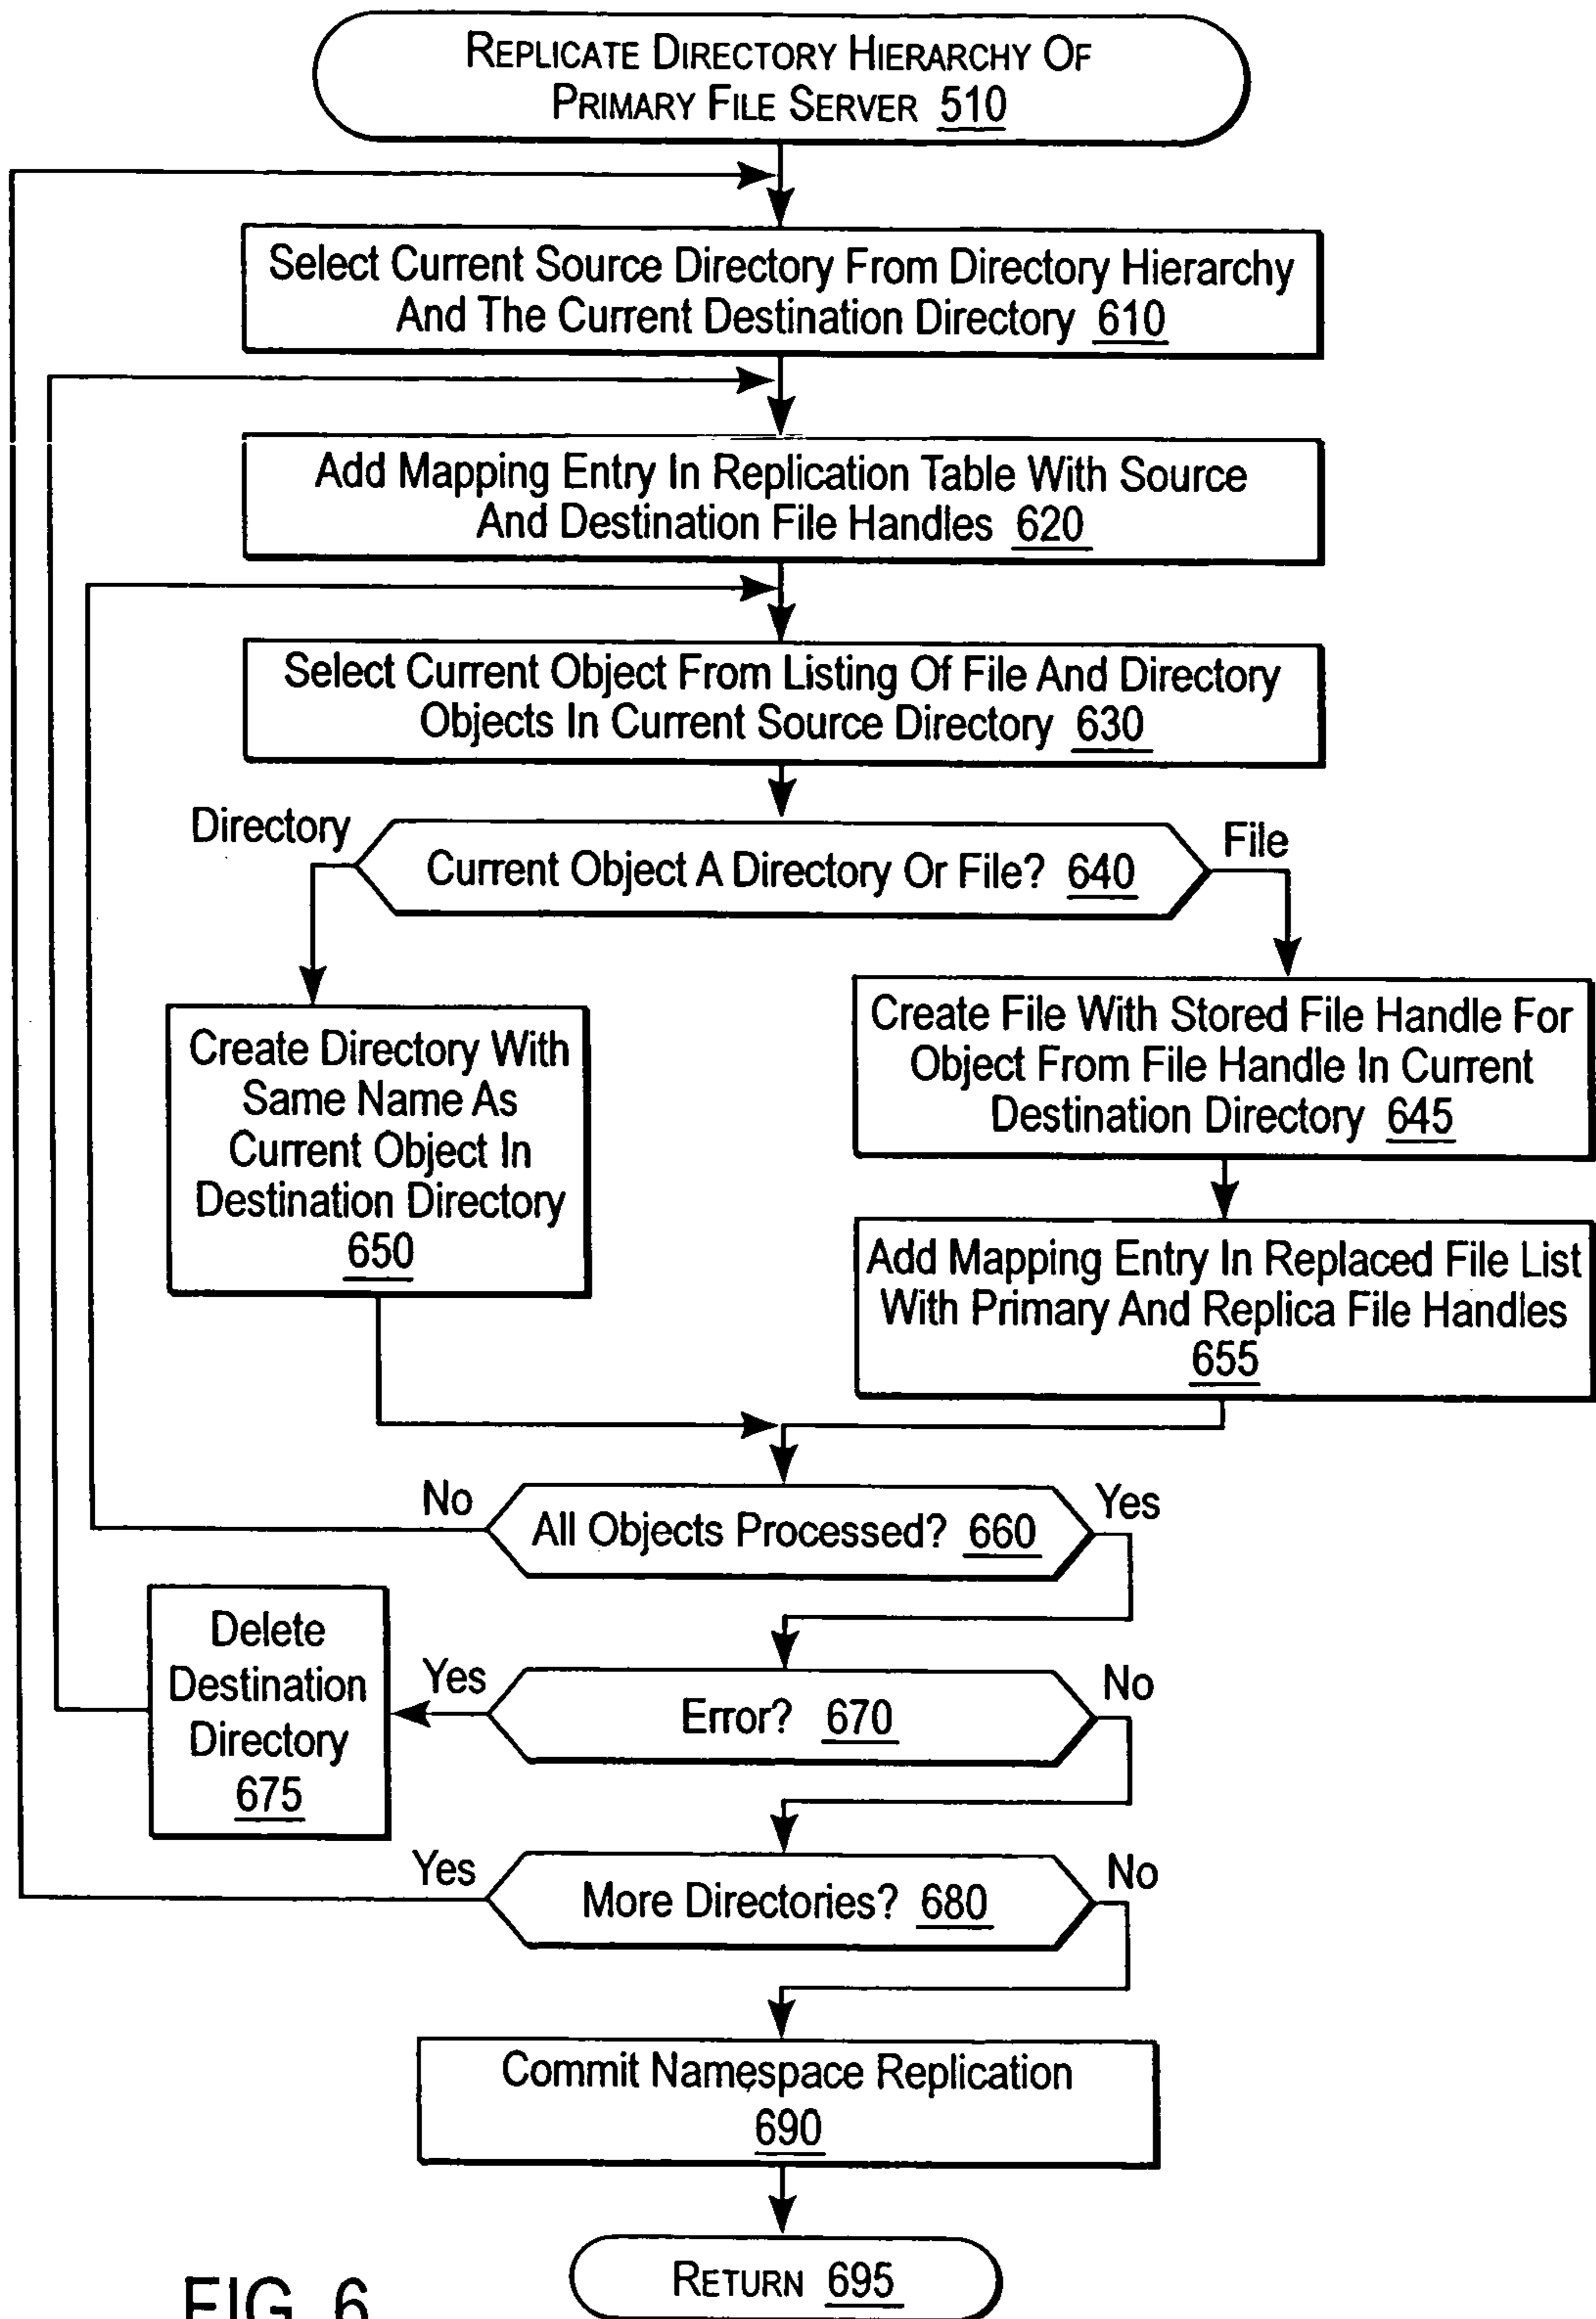 REPLICATE DIRECTORY HIERARCHY OF
PRIMARY FILE SERVER 510
Select Current Source Directory From Directory Hierarchy
And The Current Destination Directory 610
Add Mapping Entry In Replication Table With Source
And Destination File Handles 620
Select Current Object From Listing Of File And Directory
Objects In Current Source Directory 630
Directory
Current Object A Directory Or File? 640
File
Create Directory With
Same Name As
Current Object In
Destination Directory
650
Create File With Stored File Handle For
Object From File Handle In Current
Destination Directory 645
Add Mapping Entry In Replaced File List
With Primary And Replica File Handles
655
No
All Objects Processed? 660
Yes
Delete
Destination
Directory
675
Yes
Error? 670
No
Yes
More Directories? 680
No
Commit Namespace Replication
690
RETURN 695
FIG. 6